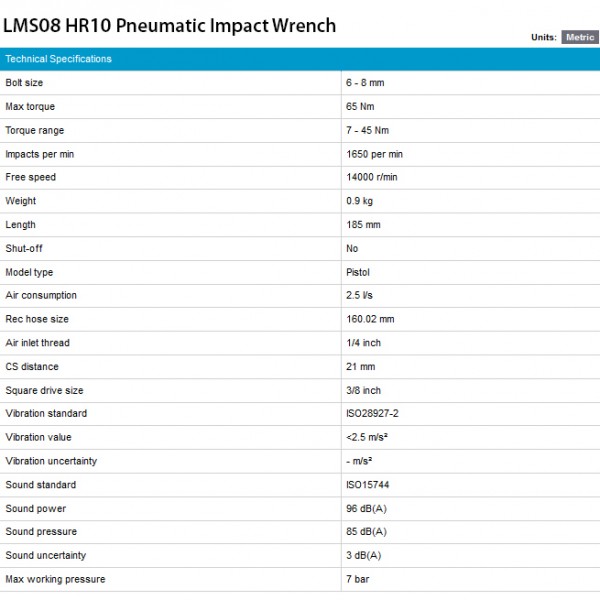 LMS08 HR10 Pneumatic Impact Wrench
Units: Metric
Technical Specifications
Bolt size 6 - 8 mm
Max torque 65 Nm
Torque range 7 - 45 Nm
Impacts per min 1650 per min
Free speed 14000 r/min
Weight 0.9 kg
Length 185 mm
Shut-off No
Model type Pistol
Air consumption 2.5 l/s
Rec hose size 160.02 mm
Air inlet thread 1/4 inch
CS distance 21 mm
Square drive size 3/8 inch
Vibration standard ISO28927-2
Vibration value <2.5 m/s²
Vibration uncertainty - m/s²
Sound standard ISO15744
Sound power 96 dB(A)
Sound pressure 85 dB(A)
Sound uncertainty 3 dB(A)
Max working pressure 7 bar